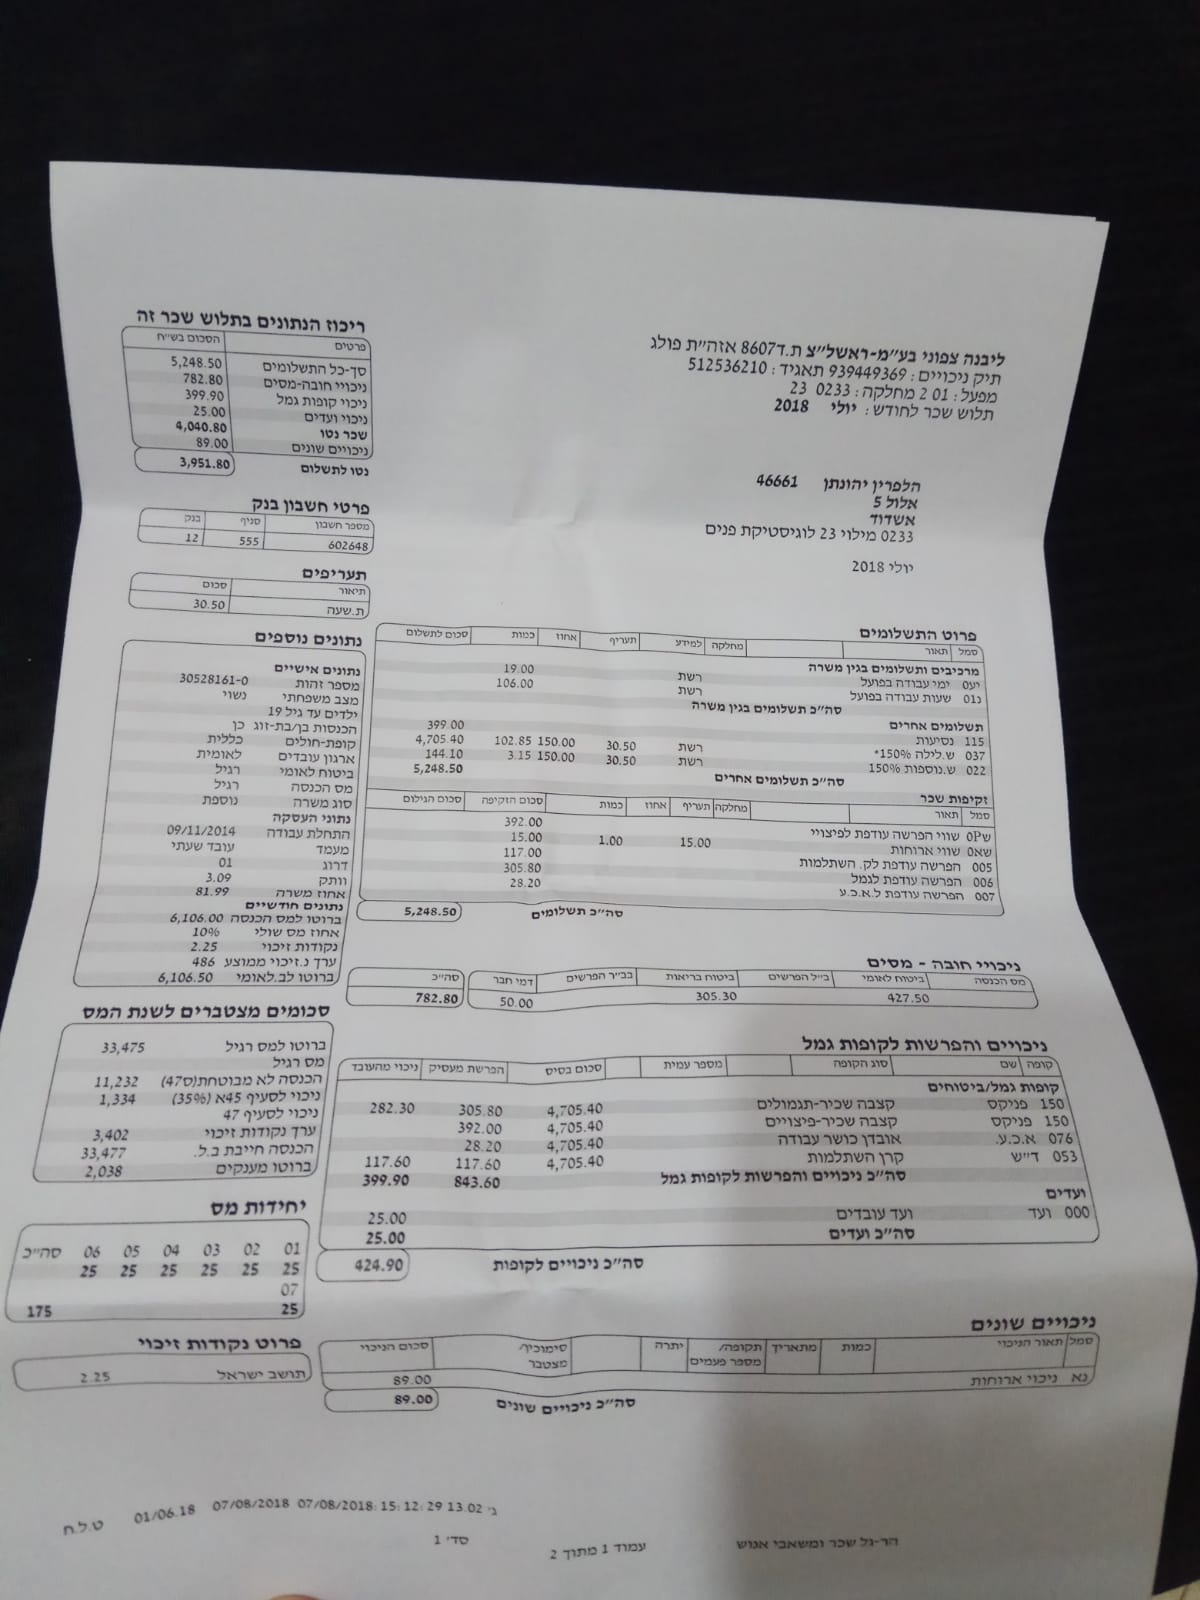 ליבנה צפוני בע"מ-ראשל"צ ת.ד 8607 אזה"ת פולג
תיק ניכויים: 939449369 תאגיד: 512536210
מפעל: 01 2 מחלקה: 0233 23
תלוש שכר לחודש: יולי 2018
הלפרין יהונתן 46661
אלול 5
אשדוד
0233 מילוי 23 לוגיסטיקת פנים
יולי 2018
ריכוז הנתונים בתלוש שכר זה
פרטים הסכום בש"ח
סך-כל התשלומים 5,248.50
ניכויי חובה-מסים 782.80
ניכוי קופות גמל 399.90
ניכוי ועדים 25.00
שכר נטו 4,040.80
ניכויים שונים 89.00
נטו לתשלום 3,951.80
פרטי חשבון בנק
מספר חשבון סניף בנק
602648 555 12
תעריפים
תיאור סכום
ת.שעה 30.50
פרוט התשלומים
סמל תאור מחלקה למידע תעריף אחוז כמות סכום לתשלום
מרכיבים ותשלומים בגין משרה
יע0 ימי עבודה בפועל רשת 19.00
נ01 שעות עבודה בפועל רשת 106.00
סה"כ תשלומים בגין משרה
תשלומים אחרים
115 נסיעות 399.00
037 ש.לילה 150%* רשת 30.50 150.00 102.85 4,705.40
022 ש.נוספות 150% רשת 30.50 150.00 3.15 144.10
סה"כ תשלומים אחרים 5,248.50
זקיפות שכר
סמל תאור מחלקה תעריף אחוז כמות סכום הזקיפה סכום הגילום
ש0P שווי הפרשה עודפת לפיצויי 392.00
שא0 שווי ארוחות 15.00 1.00 15.00
005 הפרשה עודפת לק. השתלמות 117.00
006 הפרשה עודפת לגמל 305.80
007 הפרשה עודפת ל.א.כ.ע 28.20
סה"כ תשלומים 5,248.50
נתונים נוספים
נתונים אישיים
מספר זהות 30528161-0
מצב משפחתי נשוי
ילדים עד גיל 19
הכנסות בן/בת-זוג כן
קופת-חולים כללית
ארגון עובדים לאומית
ביטוח לאומי רגיל
מס הכנסה רגיל
סוג משרה נוספת
נתוני העסקה
התחלת עבודה 09/11/2014
מעמד עובד שעתי
דרוג 01
וותק 3.09
אחוז משרה 81.99
נתונים חודשיים
ברוטו למס הכנסה 6,106.00
אחוז מס שולי 10%
נקודות זיכוי 2.25
ערך נ.זיכוי ממוצע 486
ברוטו לב.לאומי 6,106.50
ניכויי חובה - מסים
מס הכנסה ביטוח לאומי ב"ל הפרשים ביטוח בריאות בב"ר הפרשים דמי חבר סה"כ
427.50 305.30 50.00 782.80
סכומים מצטברים לשנת המס
ברוטו למס רגיל 33,475
מס רגיל
הכנסה לא מבוטחת(ס47) 11,232
ניכוי לסעיף 45א (35%) 1,334
ניכוי לסעיף 47
ערך נקודות זיכוי 3,402
הכנסה חייבת ב.ל. 33,477
ברוטו מענקים 2,038
ניכויים והפרשות לקופות גמל
קופה שם סוג הקופה מספר עמית סכום בסיס הפרשת מעסיק ניכוי מהעובד
קופות גמל/ביטוחים
150 פניקס קצבה שכיר-תגמולים 4,705.40 305.80 282.30
150 פניקס קצבה שכיר-פיצויים 4,705.40 392.00
076 א.כ.ע. אובדן כושר עבודה 4,705.40 28.20
053 ד"ש קרן השתלמות 4,705.40 117.60 117.60
סה"כ ניכויים והפרשות לקופות גמל 843.60 399.90
ועדים
000 ועד ועד עובדים 25.00
סה"כ ועדים 25.00
סה"כ ניכויים לקופות 424.90
יחידות מס
01 02 03 04 05 06 סה"כ
25 25 25 25 25 25
07
25 175
פרוט נקודות זיכוי
תושב ישראל 2.25
ניכויים שונים
סמל תאור הניכוי כמות מתאריך תקופה/ מספר פעמים יתרה סימוכין/ מצטבר סכום הניכוי
נא ניכוי ארוחות 89.00
סה"כ ניכויים שונים 89.00
ט.ל.ח 01/06.18 07/08/2018 07/08/2018: 15: 12: 29 13.02 ג'
סד' 1
עמוד 1 מתוך 2
הר-גל שכר ומשאבי אנוש